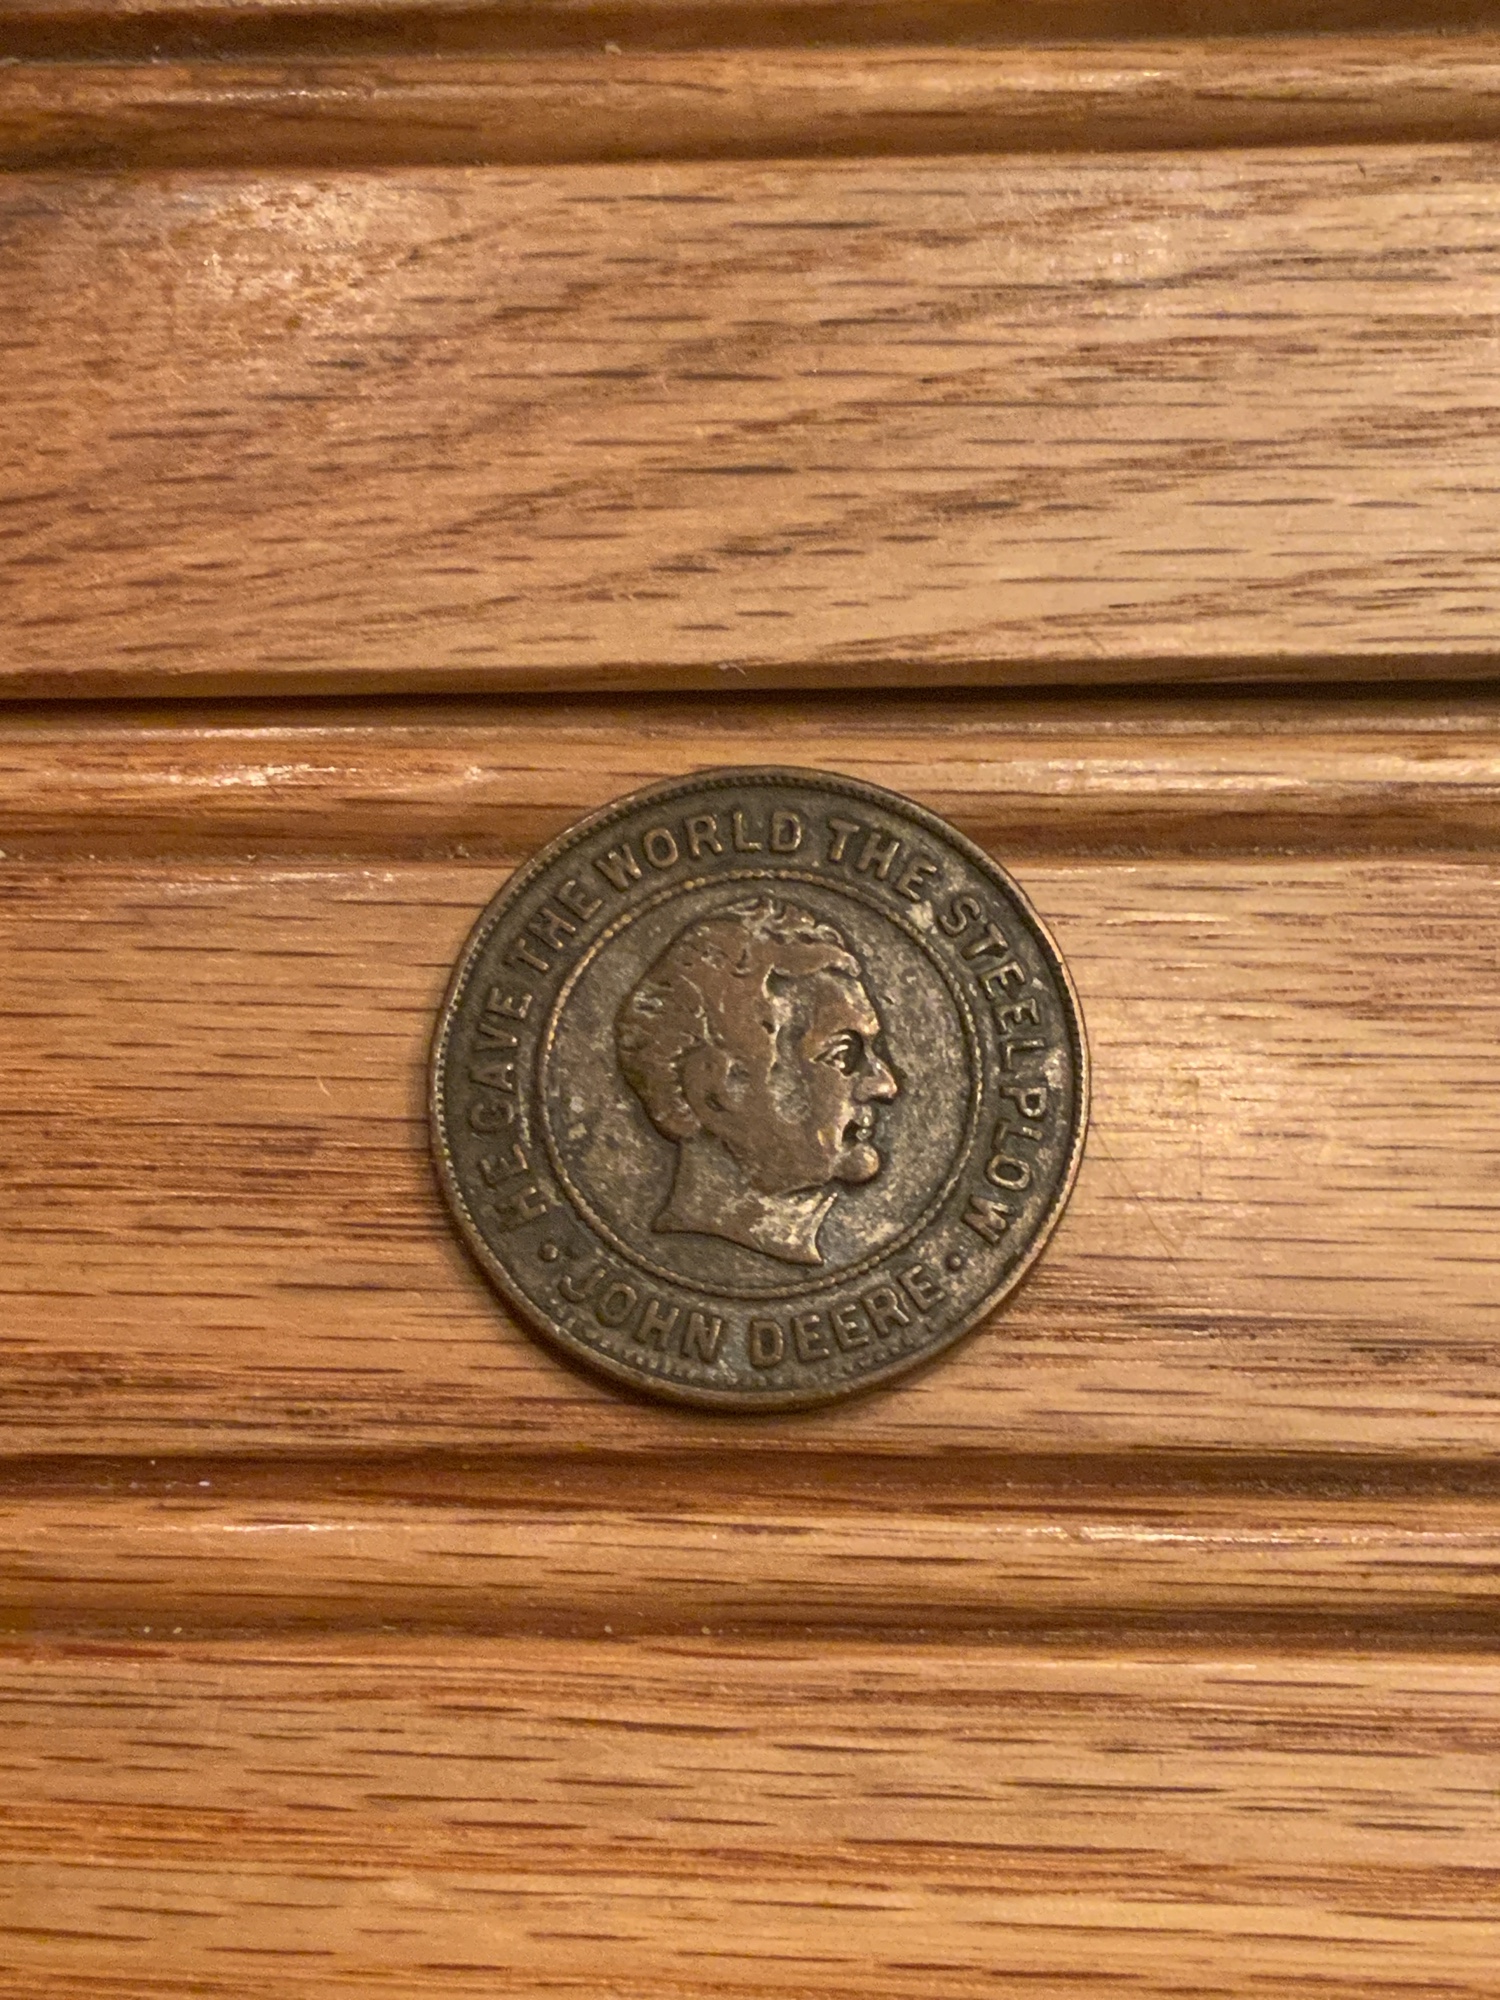 HE GAVE THE WORLD THE STEEL PLOW
• JOHN DEERE •